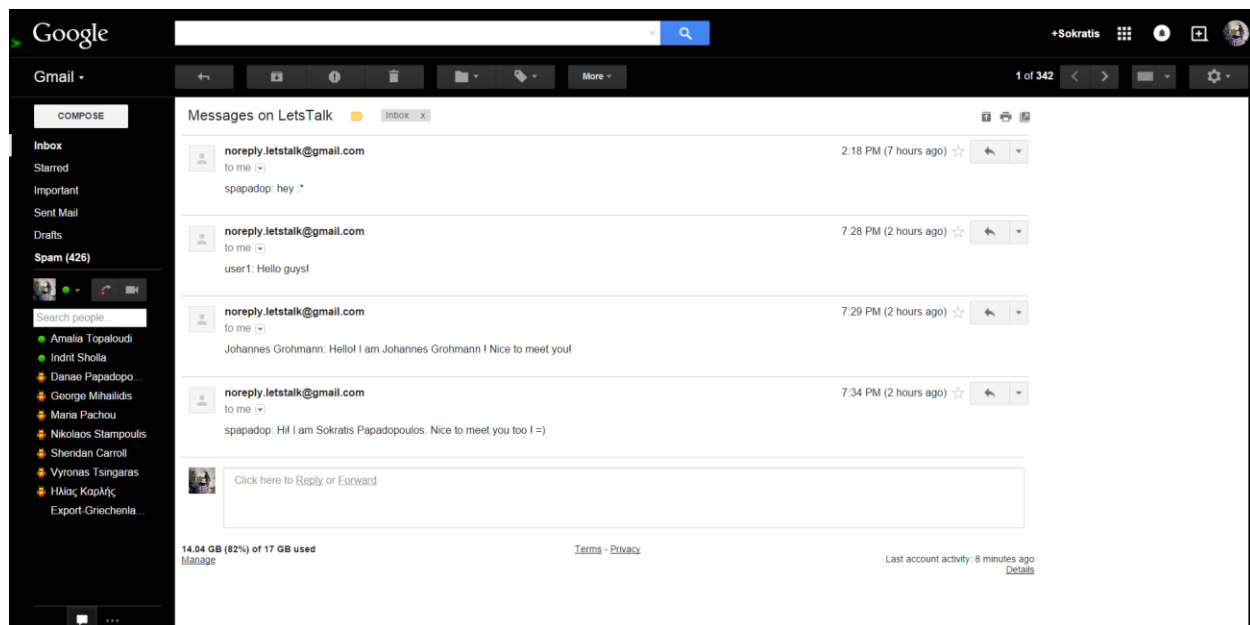 Google
+Sokratis
Gmail
More
1 of 342
COMPOSE
Inbox
Starred
Important
Sent Mail
Drafts
Spam (426)
Search people...
Amalia Topaloudi
Indrit Sholla
Danae Papadopo...
George Mihailidis
Maria Pachou
Nikolaos Stampoulis
Sheridan Carroll
Vyronas Tsingaras
Ηλίας Καρλής
Export-Griechenla...
Messages on LetsTalk Inbox x
noreply.letstalk@gmail.com 2:18 PM (7 hours ago)
to me
spapadop: hey :*
noreply.letstalk@gmail.com 7:28 PM (2 hours ago)
to me
user1: Hello guys!
noreply.letstalk@gmail.com 7:29 PM (2 hours ago)
to me
Johannes Grohmann: Hello! I am Johannes Grohmann ! Nice to meet you!
noreply.letstalk@gmail.com 7:34 PM (2 hours ago)
to me
spapadop: Hi! I am Sokratis Papadopoulos. Nice to meet you too ! =)
Click here to Reply or Forward
14.04 GB (82%) of 17 GB used
Manage
Terms - Privacy
Last account activity: 8 minutes ago
Details